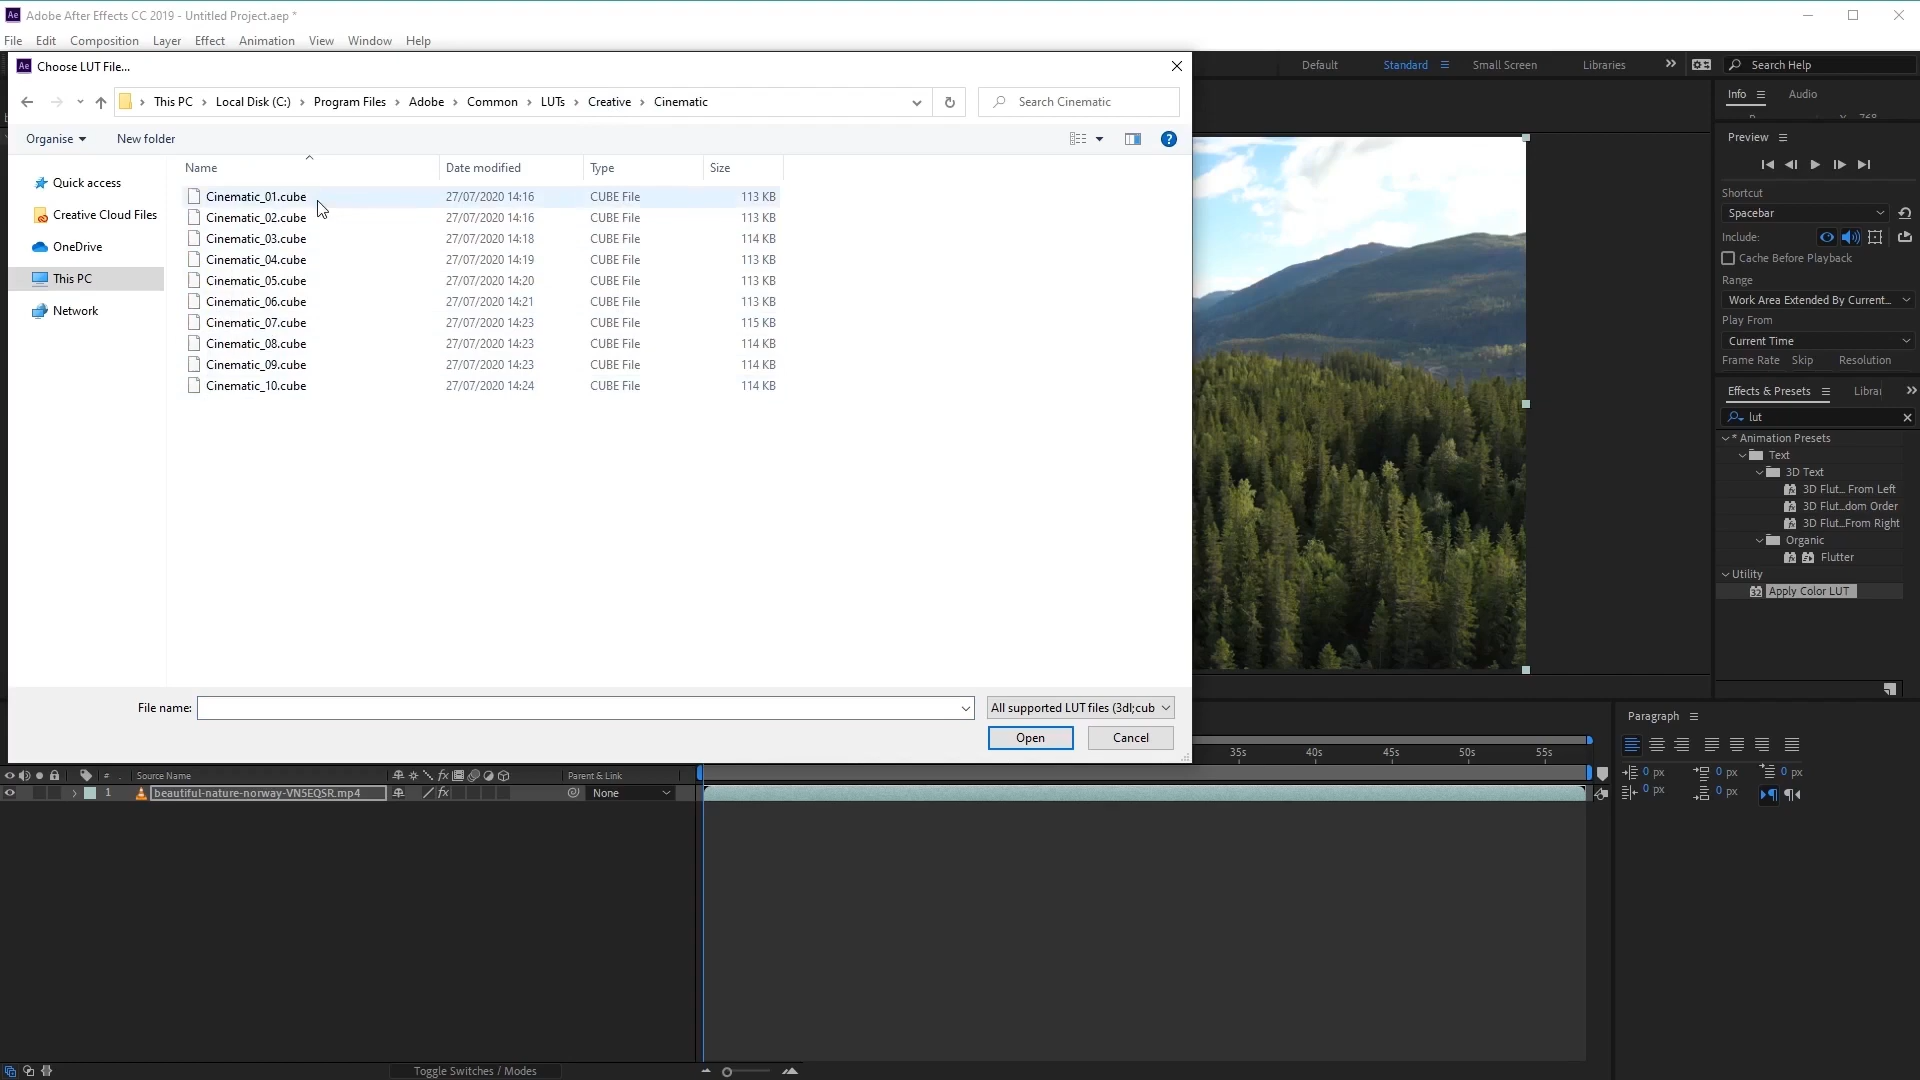 Adobe After Effects CC 2019 - Untitled Project.aep *
File Edit Composition Layer Effect Animation View Window Help
Choose LUT File...
Default Standard Small Screen Libraries Search Help
This PC Local Disk (C:) Program Files Adobe Common LUTs Creative Cinematic Search Cinematic
Organise New folder
Name Date modified Type Size
Quick access
Creative Cloud Files
OneDrive
This PC
Network
Cinematic_01.cube 27/07/2020 14:16 CUBE File 113 KB
Cinematic_02.cube 27/07/2020 14:16 CUBE File 113 KB
Cinematic_03.cube 27/07/2020 14:18 CUBE File 114 KB
Cinematic_04.cube 27/07/2020 14:19 CUBE File 113 KB
Cinematic_05.cube 27/07/2020 14:20 CUBE File 113 KB
Cinematic_06.cube 27/07/2020 14:21 CUBE File 113 KB
Cinematic_07.cube 27/07/2020 14:23 CUBE File 115 KB
Cinematic_08.cube 27/07/2020 14:23 CUBE File 114 KB
Cinematic_09.cube 27/07/2020 14:23 CUBE File 114 KB
Cinematic_10.cube 27/07/2020 14:24 CUBE File 114 KB
File name: All supported LUT files (3dl;cub
Open Cancel
Info Audio
Preview
Shortcut
Spacebar
Include:
Cache Before Playback
Range
Work Area Extended By Current...
Play From
Current Time
Frame Rate Skip Resolution
Effects & Presets Librar
lut
* Animation Presets
Text
3D Text
3D Flut... From Left
3D Flut...dom Order
3D Flut...From Right
Organic
Flutter
Utility
Apply Color LUT
Paragraph
0 px 0 px 0 px
0 px 0 px
35s 40s 45s 50s 55s
# Source Name Parent & Link
1 beautiful-nature-norway-VN5EQSR.mp4 None
Toggle Switches / Modes